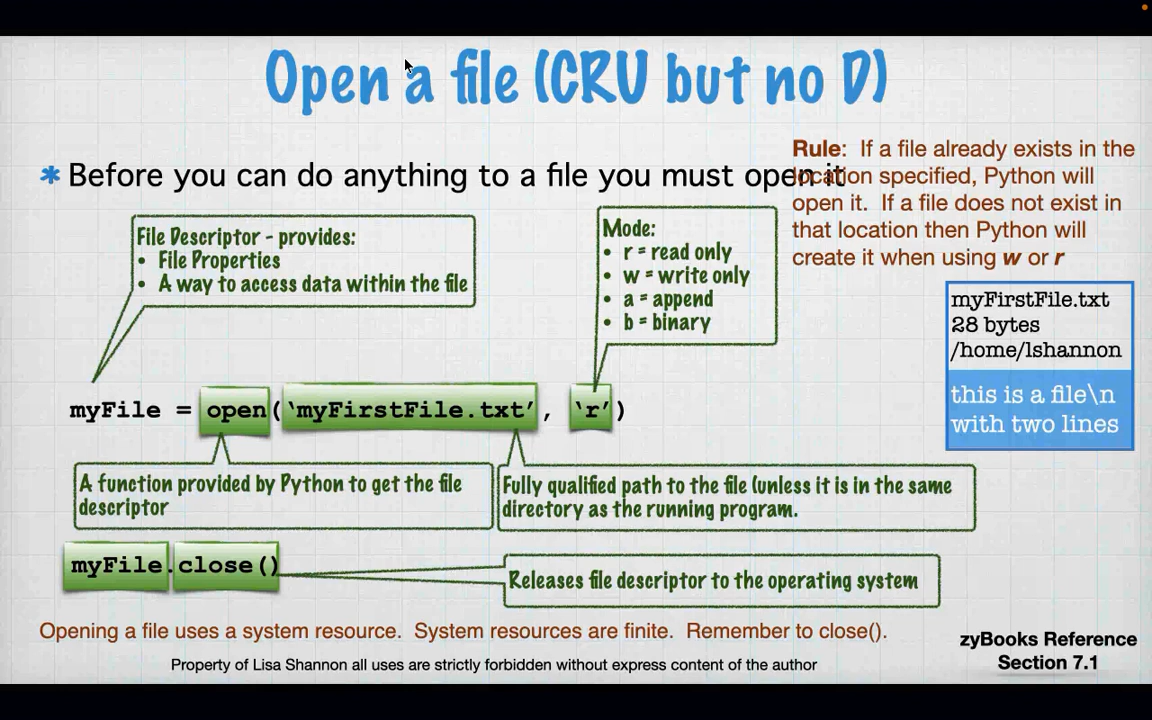 Open a file (CRU but no D)
* Before you can do anything to a file you must open it
Rule: If a file already exists in the
location specified, Python will
open it. If a file does not exist in
that location then Python will
create it when using w or r
File Descriptor - provides:
• File Properties
• A way to access data within the file
Mode:
• r = read only
• w = write only
• a = append
• b = binary
myFirstFile.txt
28 bytes
/home/lshannon
this is a file\n
with two lines
myFile = open(‘myFirstFile.txt’, ‘r’)
A function provided by Python to get the file
descriptor
Fully qualified path to the file (unless it is in the same
directory as the running program.
myFile.close()
Releases file descriptor to the operating system
Opening a file uses a system resource. System resources are finite. Remember to close().
zyBooks Reference
Section 7.1
Property of Lisa Shannon all uses are strictly forbidden without express content of the author